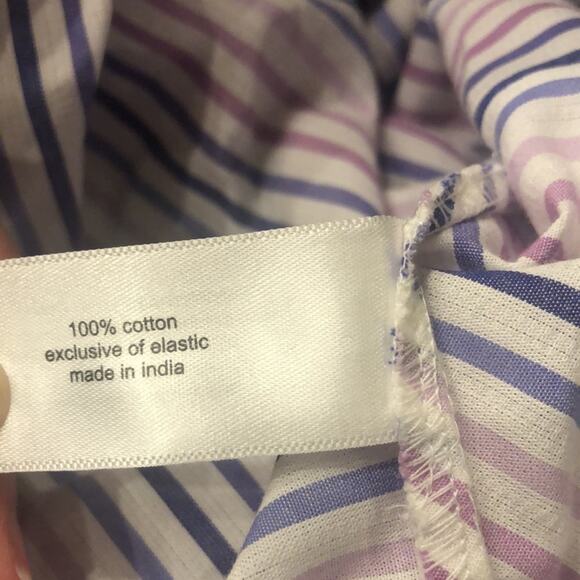 100% cotton
exclusive of elastic
made in india